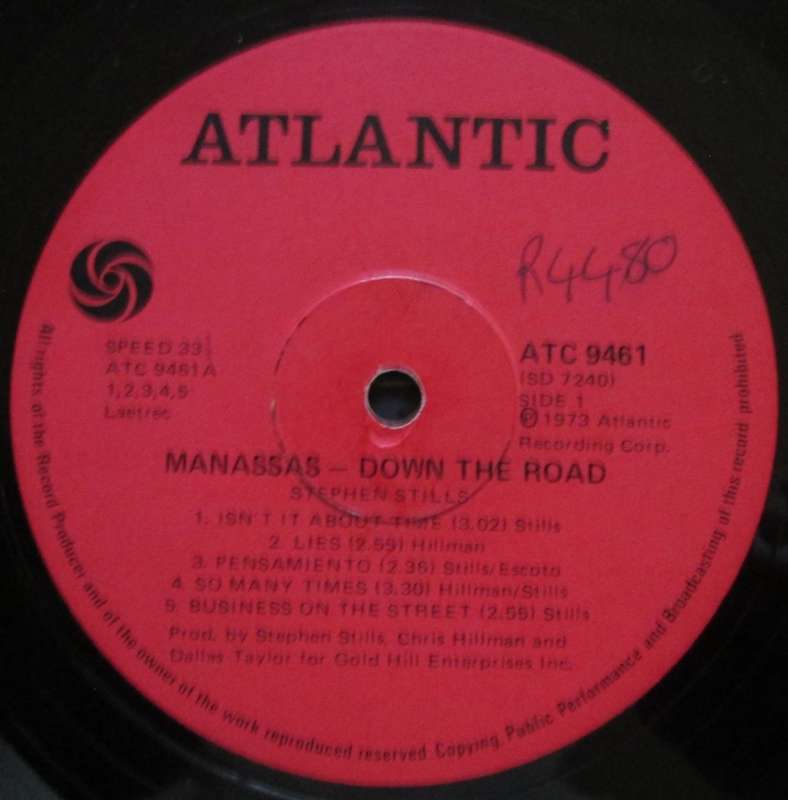 ATLANTIC
R4480
SPEED 33⅓
ATC 9461A
1,2,3,4,5
Laetrec
ATC 9461
(SD 7240)
SIDE 1
℗ 1973 Atlantic
Recording Corp.
MANASSAS – DOWN THE ROAD
STEPHEN STILLS
1. ISN'T IT ABOUT TIME (3.02) Stills
2. LIES (2.59) Hillman
3. PENSAMIENTO (2.36) Stills/Escoto
4. SO MANY TIMES (3.30) Hillman/Stills
5. BUSINESS ON THE STREET (2.56) Stills
Prod. by Stephen Stills, Chris Hillman and
Dallas Taylor for Gold Hill Enterprises Inc.
All rights of the Record Producer and of the owner of the work reproduced reserved Copying Public Performance and Broadcasting of this record prohibited